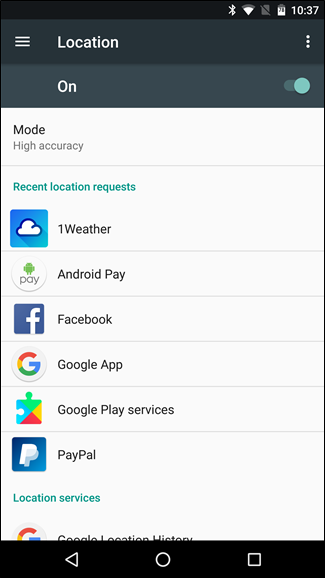 10:37
Location
On
Mode
High accuracy
Recent location requests
1Weather
pay
Android Pay
Facebook
Google App
Google Play services
PayPal
Location services
Google Location History